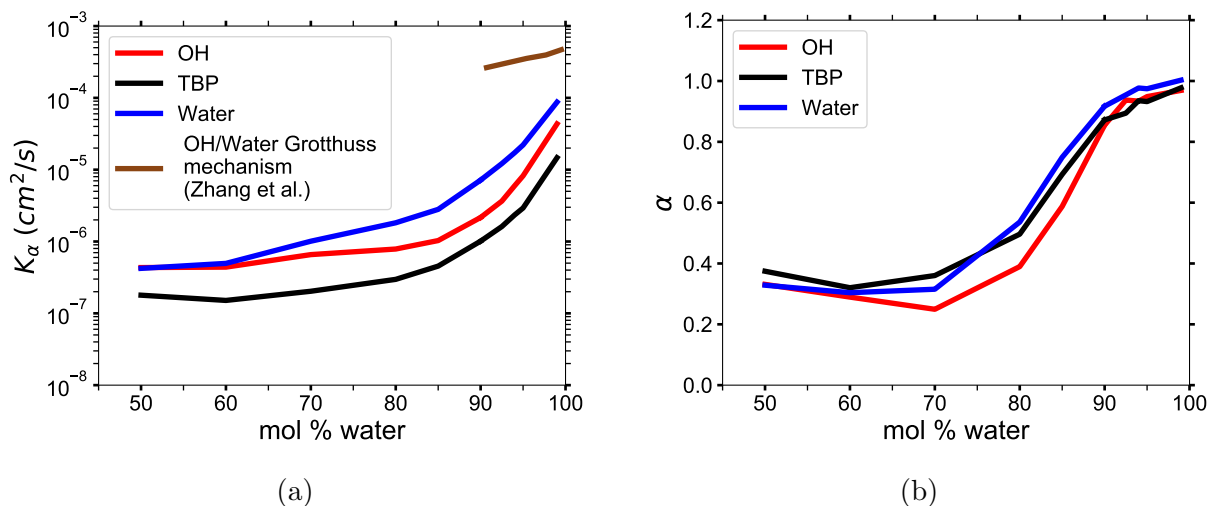 10⁻³
10⁻⁴
10⁻⁵
10⁻⁶
10⁻⁷
10⁻⁸
K_α (cm²/s)
OH
TBP
Water
OH/Water Grotthuss
mechanism
(Zhang et al.)
50 60 70 80 90 100
mol % water
(a)
1.2
1.0
0.8
0.6
0.4
0.2
0.0
α
OH
TBP
Water
50 60 70 80 90 100
mol % water
(b)